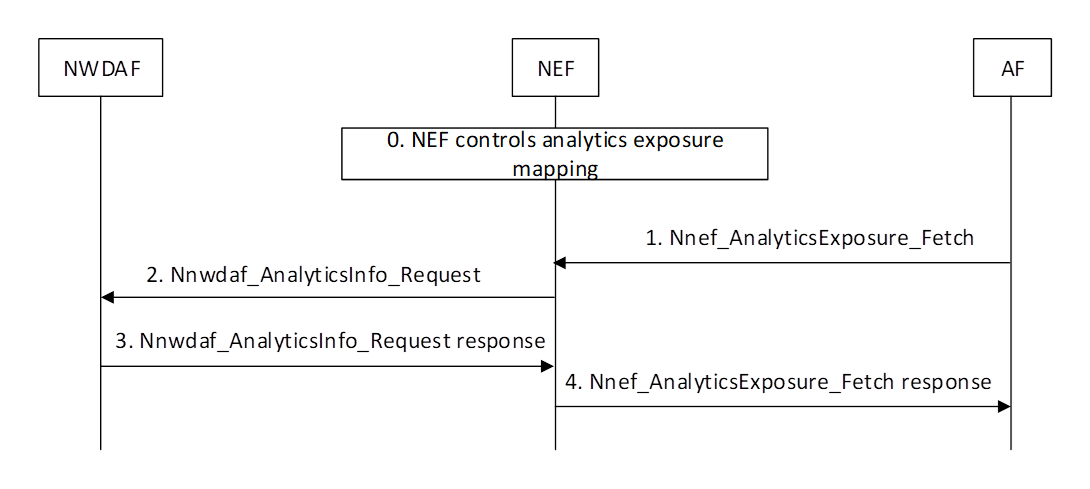 NWDAF
NEF
AF
0. NEF controls analytics exposure
mapping
1. Nnef_AnalyticsExposure_Fetch
2. Nnwdaf_AnalyticsInfo_Request
3. Nnwdaf_AnalyticsInfo_Request response
4. Nnef_AnalyticsExposure_Fetch response